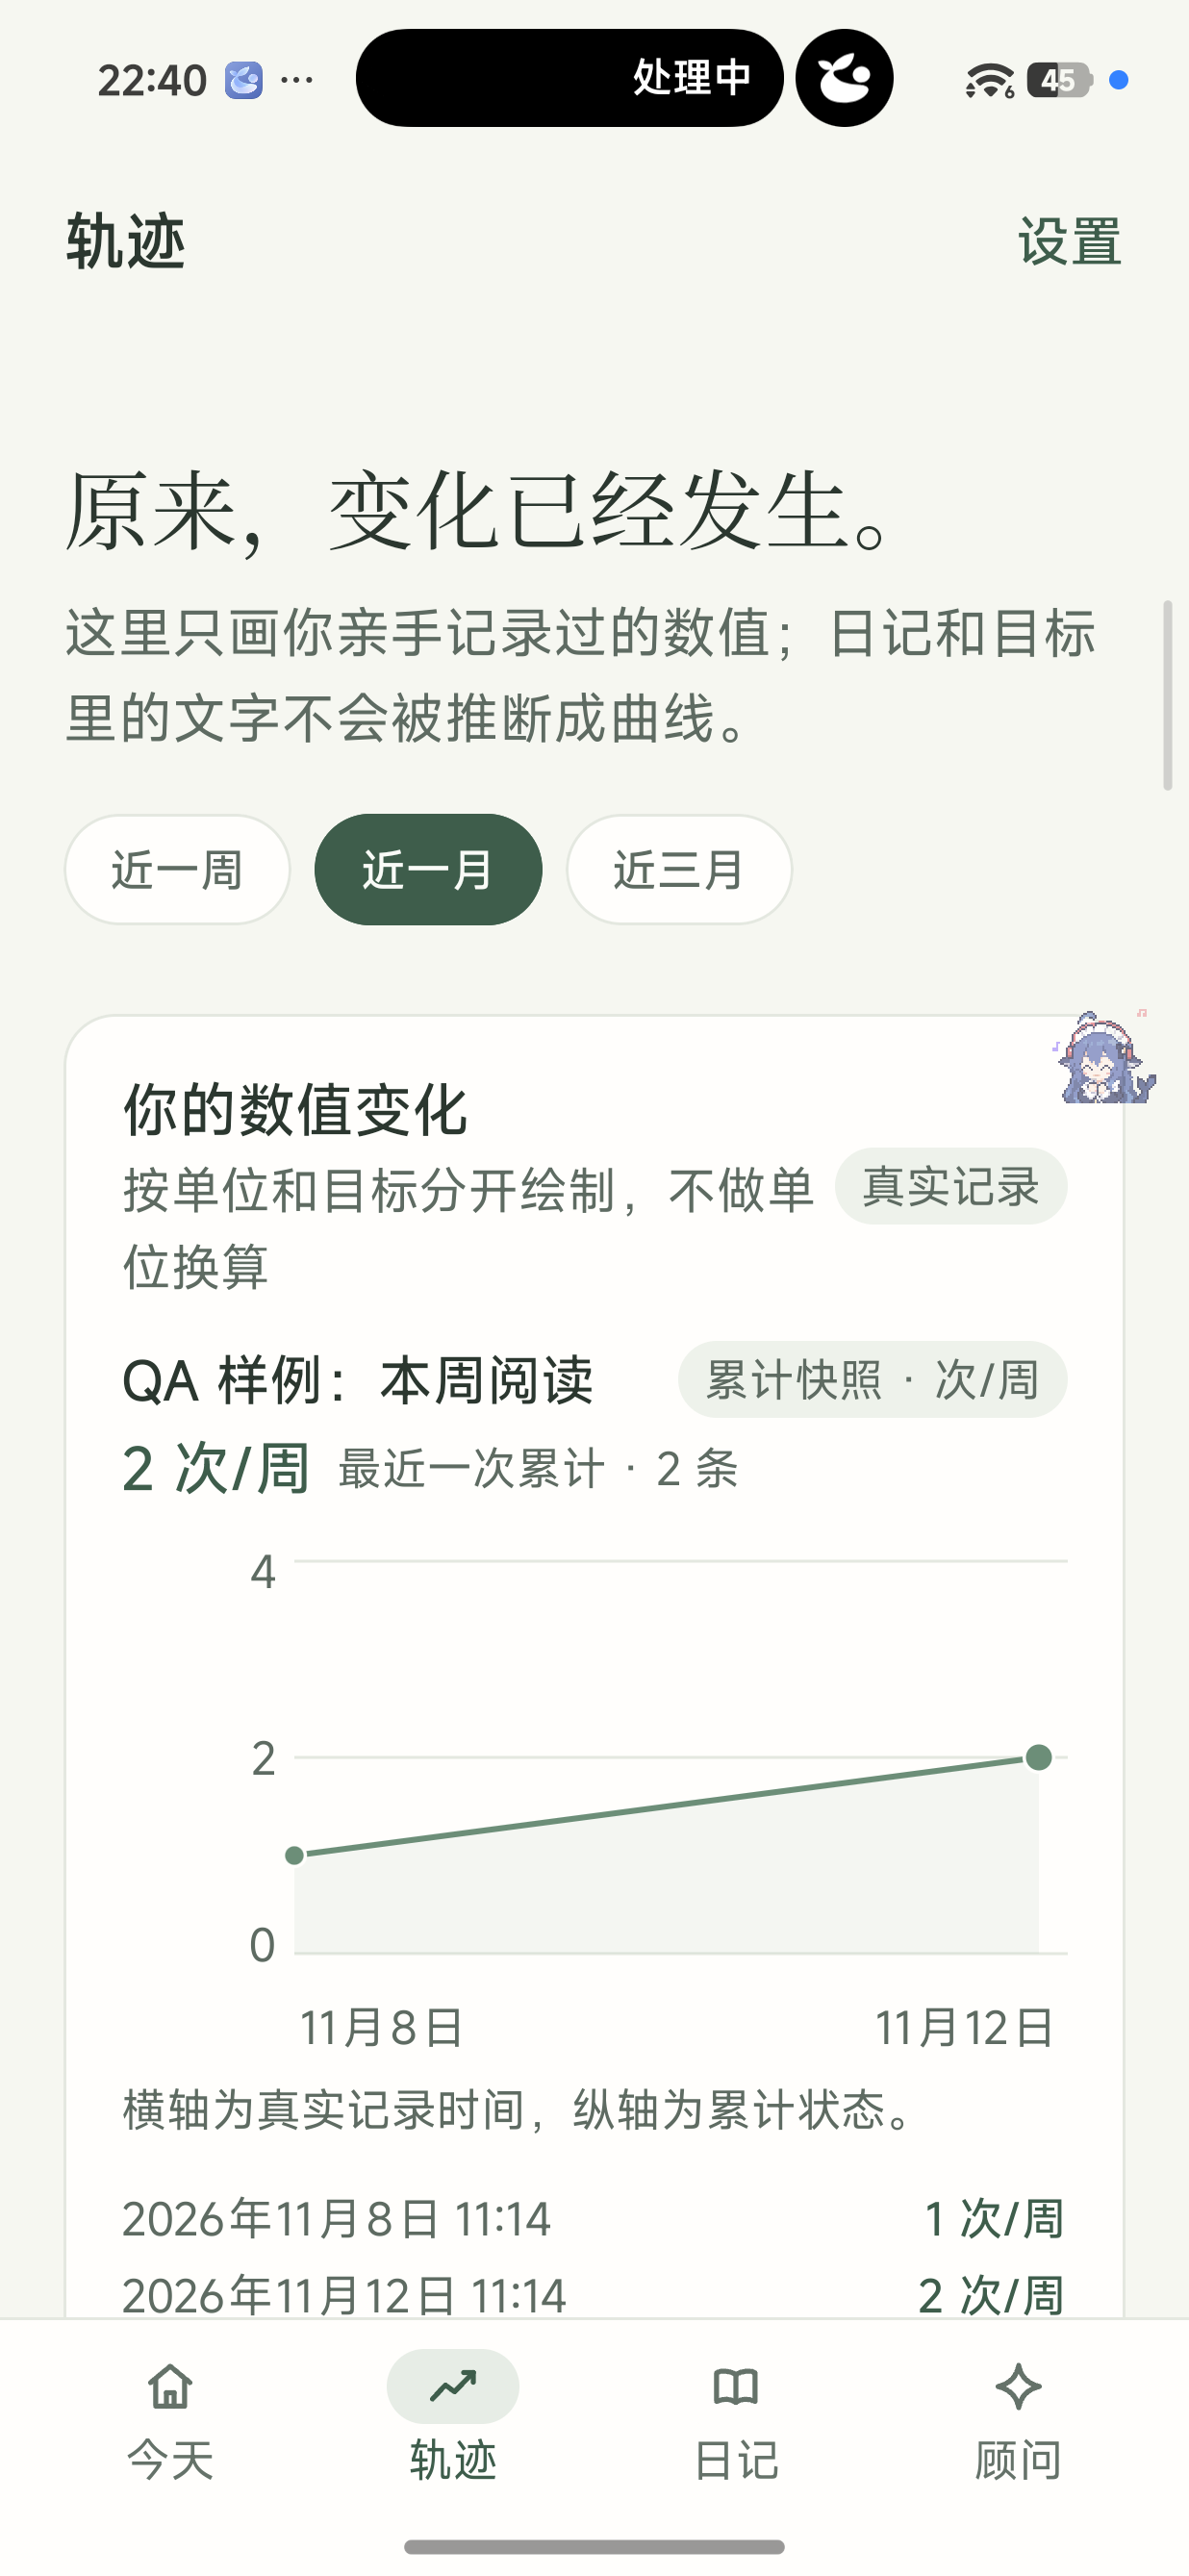 22:40 ··· 处理中 6 45
轨迹 设置
原来，变化已经发生。
这里只画你亲手记录过的数值；日记和目标
里的文字不会被推断成曲线。
近一周 近一月 近三月
你的数值变化
按单位和目标分开绘制，不做单
位换算
真实记录
QA 样例：本周阅读 累计快照 · 次/周
2 次/周 最近一次累计 · 2 条
4
2
0
11月8日 11月12日
横轴为真实记录时间，纵轴为累计状态。
2026年11月8日 11:14 1 次/周
2026年11月12日 11:14 2 次/周
今天 轨迹 日记 顾问